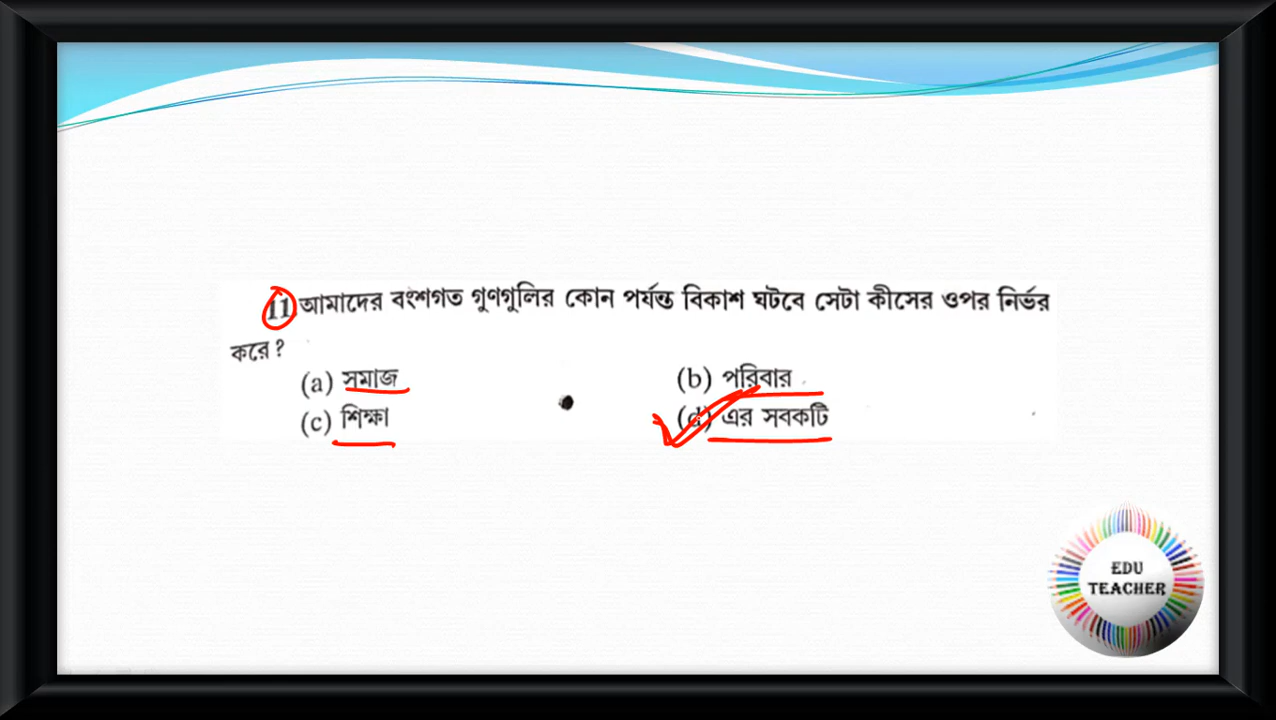 11 আমাদের বংশগত গুণগুলির কোন পর্যন্ত বিকাশ ঘটবে সেটা কীসের ওপর নির্ভর
করে?
(a) সমাজ (b) পরিবার
(c) শিক্ষা (d) এর সবকটি
EDU
TEACHER